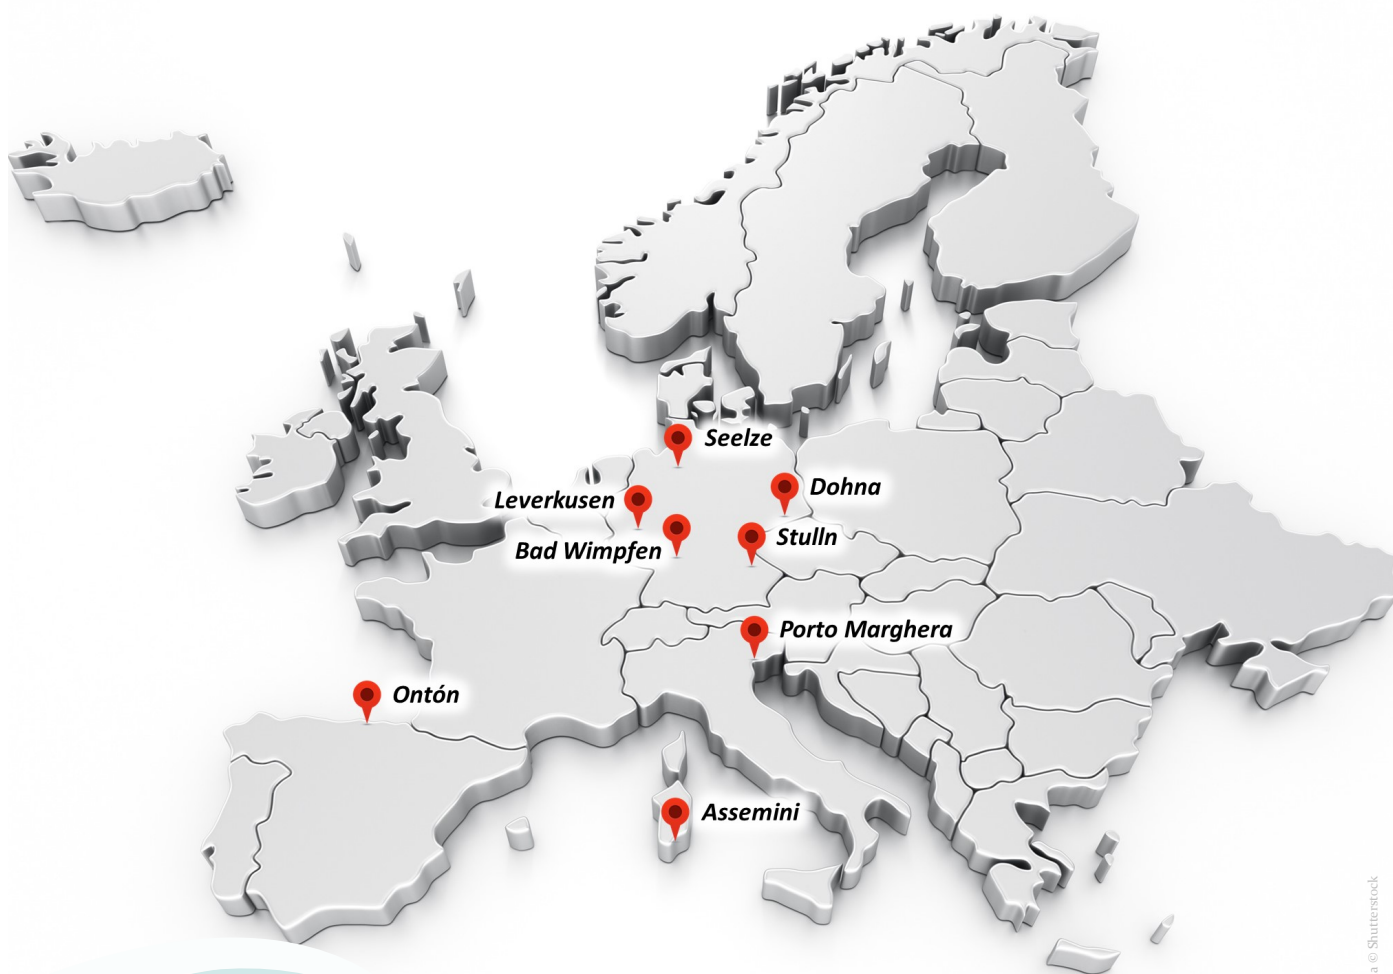 Seelze
Dohna
Leverkusen
Stulln
Bad Wimpfen
Porto Marghera
Ontón
Assemini
a © Shutterstock